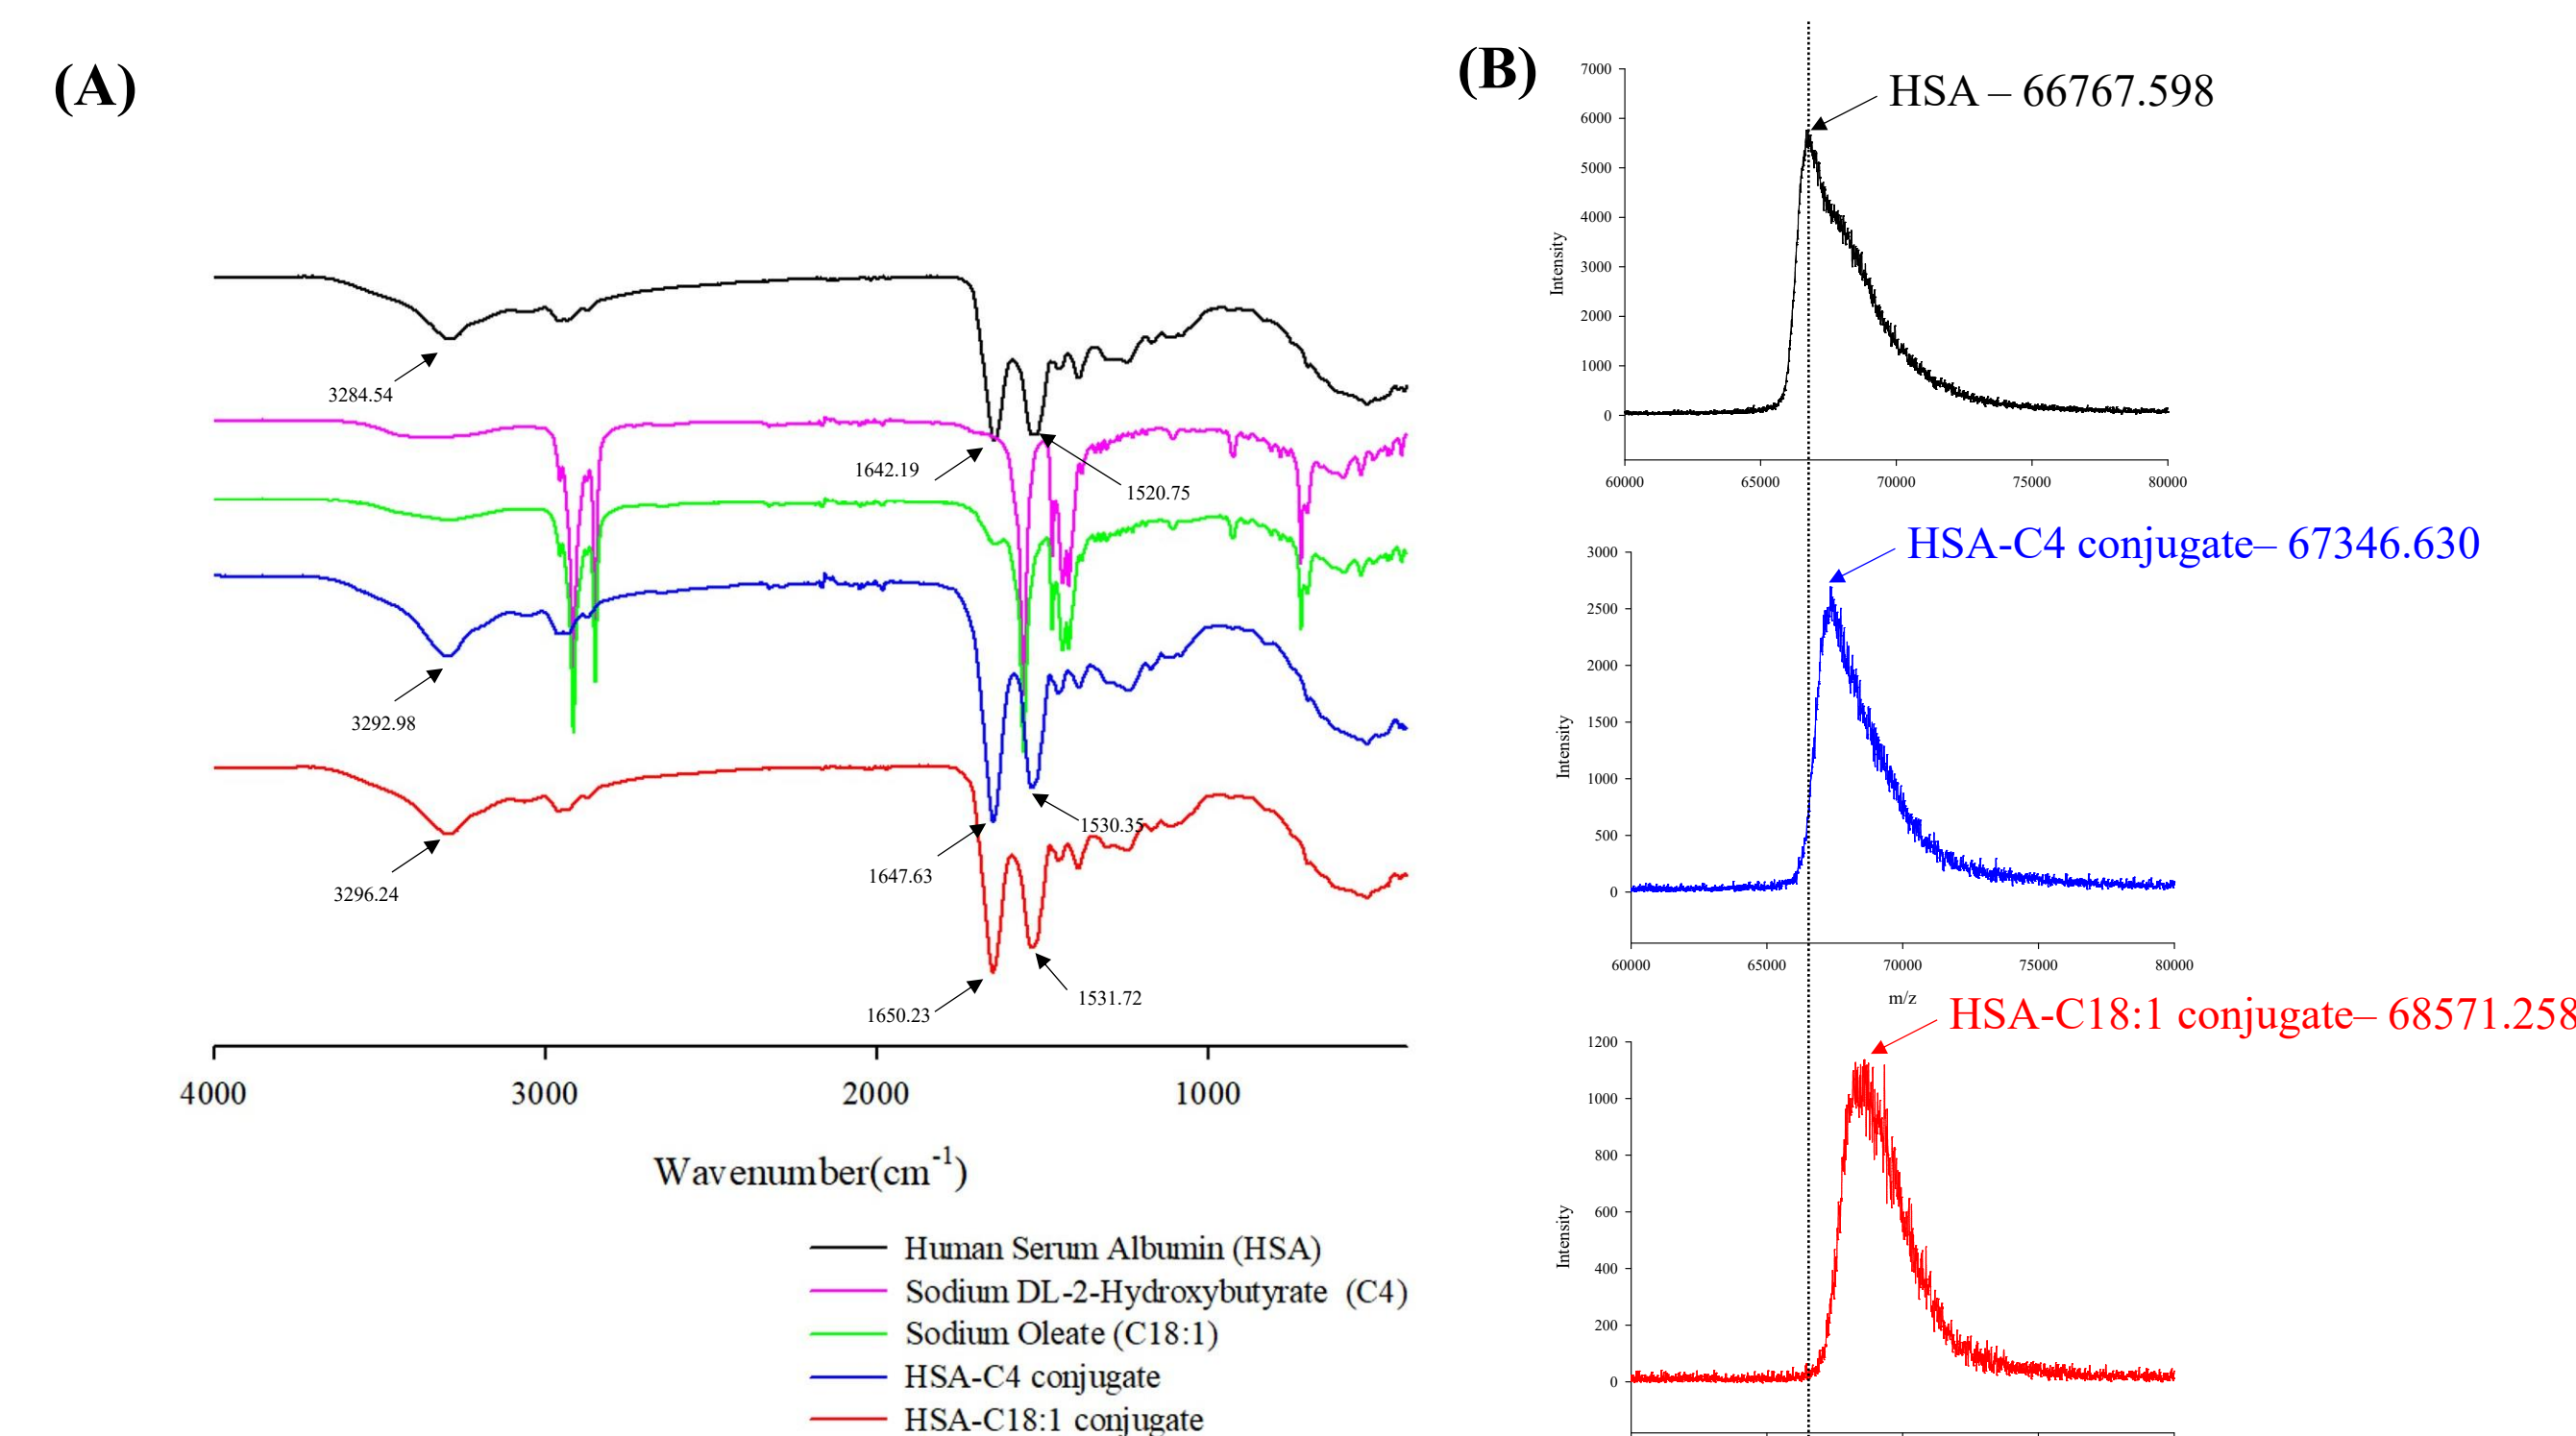 (A)
3284.54
1642.19
1520.75
3292.98
1530.35
1647.63
3296.24
1531.72
1650.23
4000 3000 2000 1000
Wavenumber(cm⁻¹)
Human Serum Albumin (HSA)
Sodium DL-2-Hydroxybutyrate (C4)
Sodium Oleate (C18:1)
HSA-C4 conjugate
HSA-C18:1 conjugate
(B)
HSA – 66767.598
7000
6000
5000
4000
3000
2000
1000
0
Intensity
60000 65000 70000 75000 80000
HSA-C4 conjugate– 67346.630
3000
2500
2000
1500
1000
500
0
Intensity
60000 65000 70000 75000 80000
m/z
HSA-C18:1 conjugate– 68571.258
1200
1000
800
600
400
200
0
Intensity